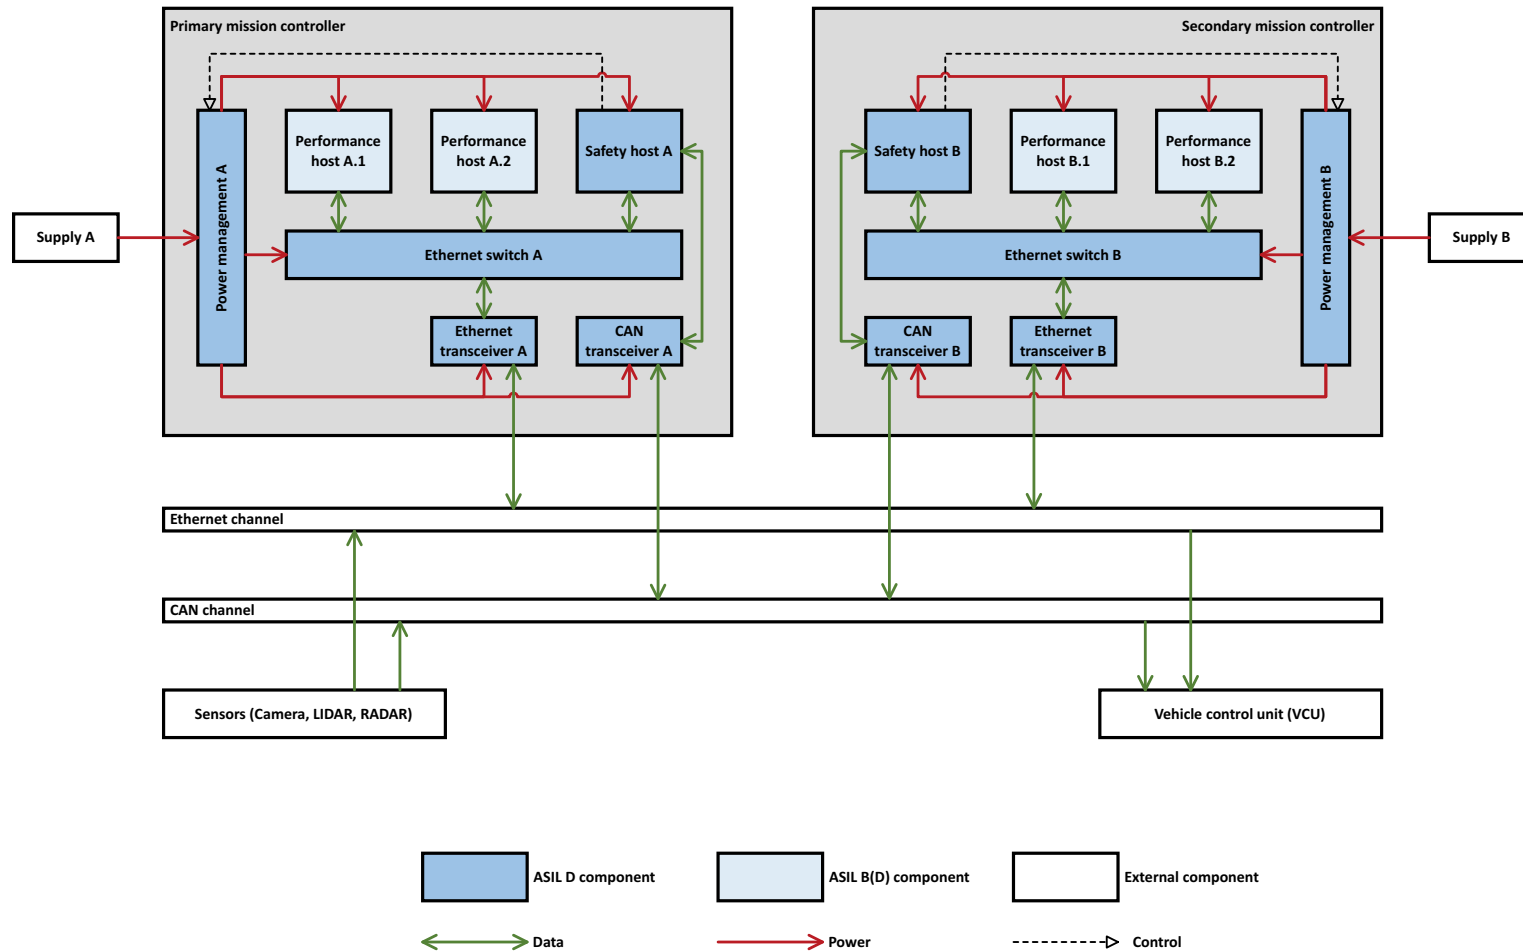 Primary mission controller
Secondary mission controller
Power management A
Performance
host A.1
Performance
host A.2
Safety host A
Safety host B
Performance
host B.1
Performance
host B.2
Power management B
Supply A
Supply B
Ethernet switch A
Ethernet switch B
Ethernet
transceiver A
CAN
transceiver A
CAN
transceiver B
Ethernet
transceiver B
Ethernet channel
CAN channel
Sensors (Camera, LIDAR, RADAR)
Vehicle control unit (VCU)
ASIL D component
ASIL B(D) component
External component
Data
Power
Control